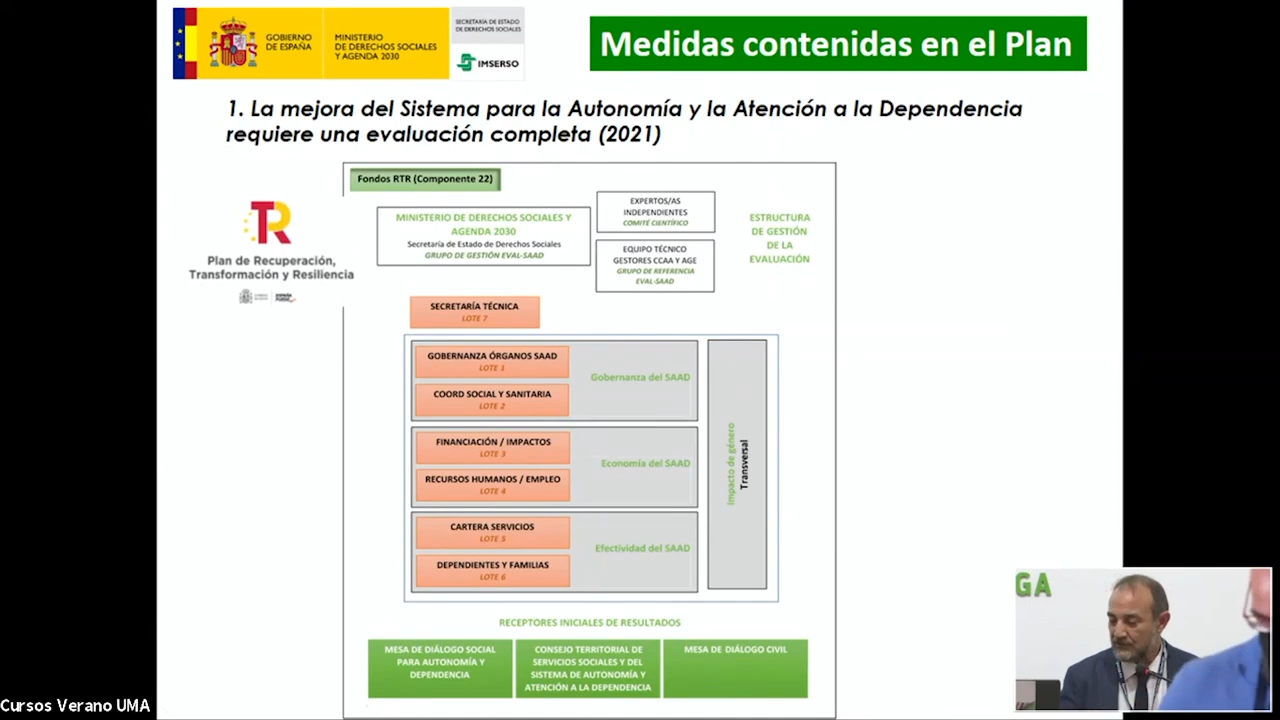 GOBIERNO
DE ESPAÑA
MINISTERIO
DE DERECHOS SOCIALES
Y AGENDA 2030
SECRETARÍA DE ESTADO
DE DERECHOS SOCIALES
IMSERSO
Medidas contenidas en el Plan
1. La mejora del Sistema para la Autonomía y la Atención a la Dependencia
requiere una evaluación completa (2021)
Fondos RTR (Componente 22)
TR
Plan de Recuperación,
Transformación y Resiliencia
MINISTERIO DE DERECHOS SOCIALES Y
AGENDA 2030
Secretaría de Estado de Derechos Sociales
GRUPO DE GESTIÓN EVAL-SAAD
EXPERTOS/AS
INDEPENDIENTES
COMITÉ CIENTÍFICO
EQUIPO TÉCNICO
GESTORES CCAA Y AGE
GRUPO DE REFERENCIA
EVAL-SAAD
ESTRUCTURA
DE GESTIÓN
DE LA
EVALUACIÓN
SECRETARÍA TÉCNICA
LOTE 7
GOBERNANZA ÓRGANOS SAAD
LOTE 1
COORD SOCIAL Y SANITARIA
LOTE 2
Gobernanza del SAAD
FINANCIACIÓN / IMPACTOS
LOTE 3
RECURSOS HUMANOS / EMPLEO
LOTE 4
Economía del SAAD
CARTERA SERVICIOS
LOTE 5
DEPENDIENTES Y FAMILIAS
LOTE 6
Efectividad del SAAD
Impacto de género
Transversal
RECEPTORES INICIALES DE RESULTADOS
MESA DE DIÁLOGO SOCIAL
PARA AUTONOMÍA Y
DEPENDENCIA
CONSEJO TERRITORIAL DE
SERVICIOS SOCIALES Y DEL
SISTEMA DE AUTONOMÍA Y
ATENCIÓN A LA DEPENDENCIA
MESA DE DIÁLOGO CIVIL
GA
Cursos Verano UMA